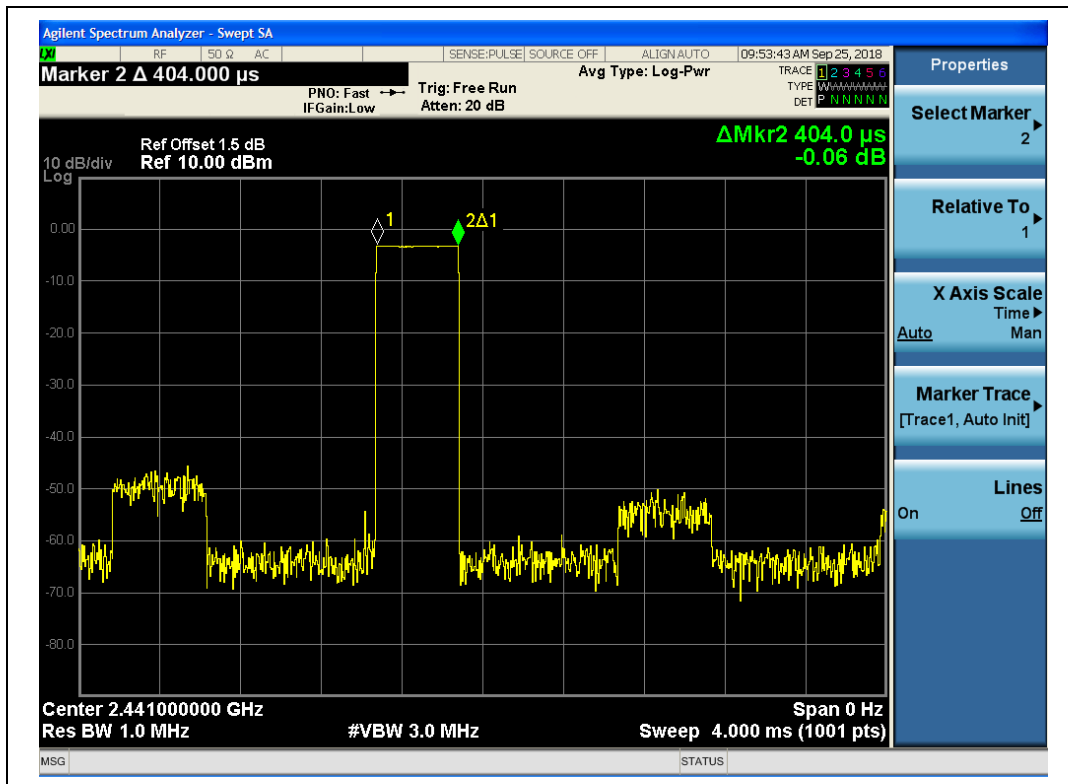 Agilent Spectrum Analyzer - Swept SA
LXI RF 50 Ω AC SENSE:PULSE SOURCE OFF ALIGN AUTO 09:53:43 AM Sep 25, 2018
Marker 2 Δ 404.000 µs
PNO: Fast
IFGain:Low
Trig: Free Run
Atten: 20 dB
Avg Type: Log-Pwr
TRACE 1 2 3 4 5 6
TYPE WWWWWW
DET P N N N N N
ΔMkr2 404.0 µs
-0.06 dB
Ref Offset 1.5 dB
10 dB/div Ref 10.00 dBm
Log
1
2Δ1
0.00
-10.0
-20.0
-30.0
-40.0
-50.0
-60.0
-70.0
-80.0
Center 2.441000000 GHz Span 0 Hz
Res BW 1.0 MHz #VBW 3.0 MHz Sweep 4.000 ms (1001 pts)
MSG STATUS
Properties
Select Marker
2
Relative To
1
X Axis Scale
Time
Auto Man
Marker Trace
[Trace1, Auto Init]
Lines
On Off